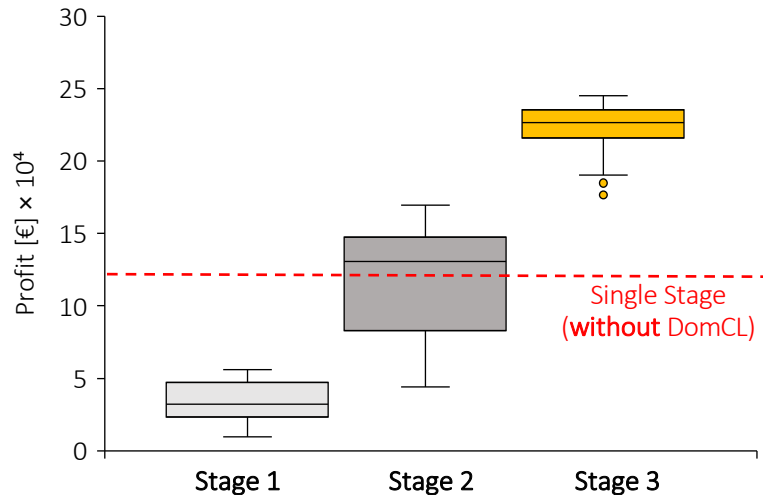 30
25
20
15
10
5
0
Profit [€] × 10⁴
Single Stage
(without DomCL)
Stage 1 Stage 2 Stage 3